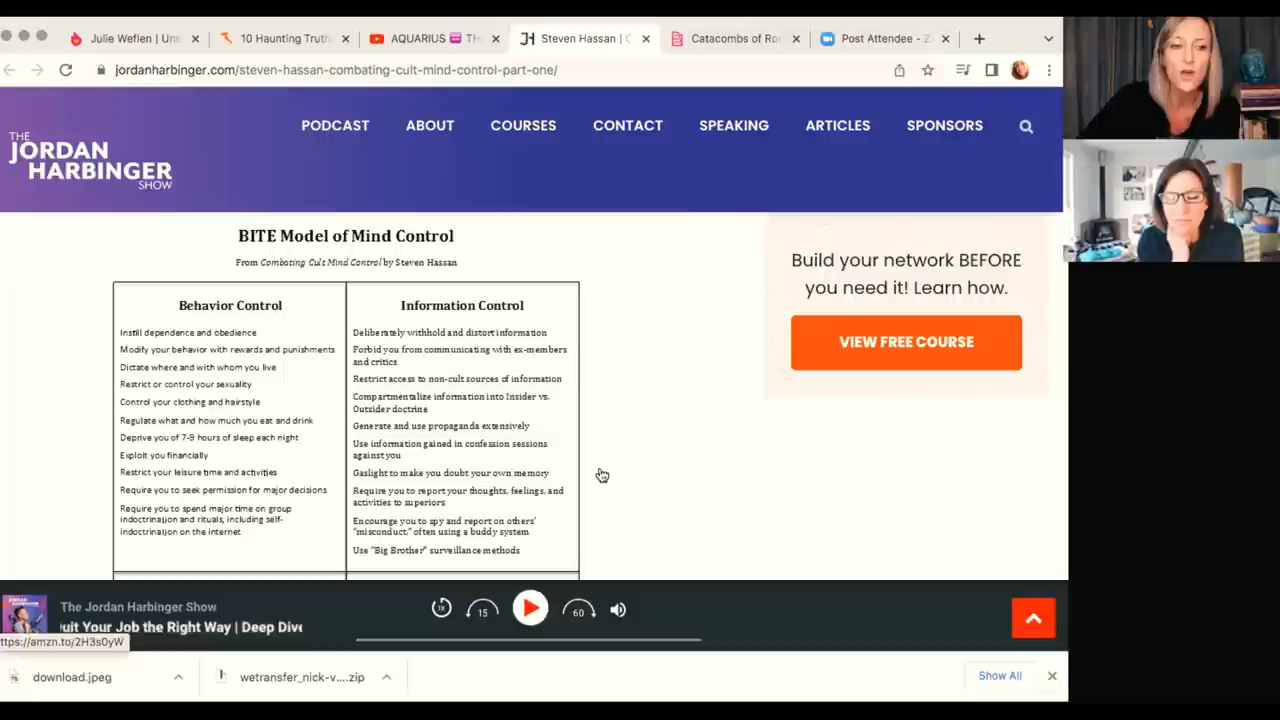 Julie Weflen | Uns
10 Haunting Truth
AQUARIUS ♒ TH
Steven Hassan | C
Catacombs of Ro
Post Attendee - Z
jordanharbinger.com/steven-hassan-combating-cult-mind-control-part-one/
THE
JORDAN
HARBINGER
SHOW
PODCAST
ABOUT
COURSES
CONTACT
SPEAKING
ARTICLES
SPONSORS
BITE Model of Mind Control
From Combating Cult Mind Control by Steven Hassan
Behavior Control
Instill dependence and obedience
Modify your behavior with rewards and punishments
Dictate where and with whom you live
Restrict or control your sexuality
Control your clothing and hairstyle
Regulate what and how much you eat and drink
Deprive you of 7-9 hours of sleep each night
Exploit you financially
Restrict your leisure time and activities
Require you to seek permission for major decisions
Require you to spend major time on group
indoctrination and rituals, including self-
indoctrination on the internet
Information Control
Deliberately withhold and distort information
Forbid you from communicating with ex-members
and critics
Restrict access to non-cult sources of information
Compartmentalize information into Insider vs.
Outsider doctrine
Generate and use propaganda extensively
Use information gained in confession sessions
against you
Gaslight to make you doubt your own memory
Require you to report your thoughts, feelings, and
activities to superiors
Encourage you to spy and report on others'
"misconduct," often using a buddy system
Use "Big Brother" surveillance methods
Build your network BEFORE
you need it! Learn how.
VIEW FREE COURSE
The Jordan Harbinger Show
uit Your Job the Right Way | Deep Dive
1X
15
60
ttps://amzn.to/2H3s0yW
download.jpeg
wetransfer_nick-v....zip
Show All